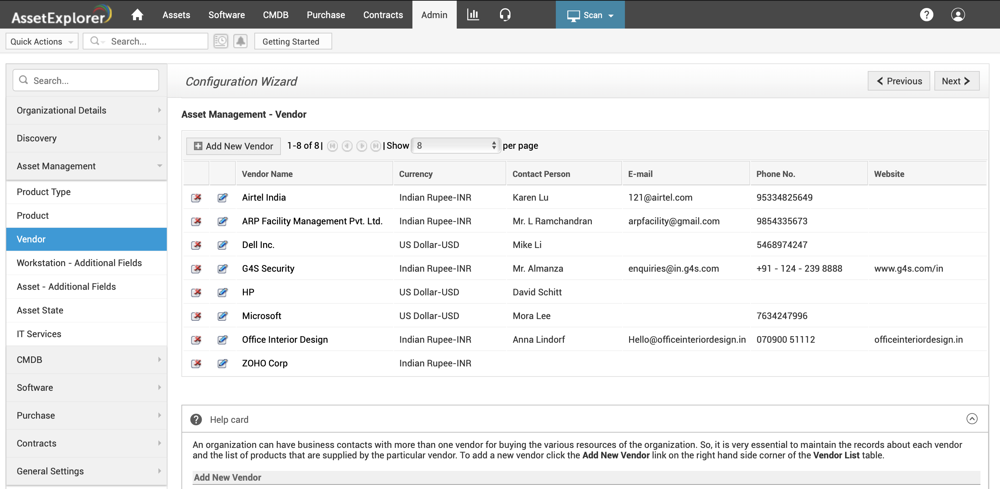 AssetExplorer Assets Software CMDB Purchase Contracts Admin Scan
Quick Actions Search... Getting Started
Search...
Organizational Details
Discovery
Asset Management
Product Type
Product
Vendor
Workstation - Additional Fields
Asset - Additional Fields
Asset State
IT Services
CMDB
Software
Purchase
Contracts
General Settings
Configuration Wizard Previous Next
Asset Management - Vendor
Add New Vendor 1-8 of 8 | | Show 8 per page
Vendor Name Currency Contact Person E-mail Phone No. Website
Airtel India Indian Rupee-INR Karen Lu 121@airtel.com 95334825649
ARP Facility Management Pvt. Ltd. Indian Rupee-INR Mr. L Ramchandran arpfacility@gmail.com 9854335673
Dell Inc. US Dollar-USD Mike Li 5468974247
G4S Security Indian Rupee-INR Mr. Almanza enquiries@in.g4s.com +91 - 124 - 239 8888 www.g4s.com/in
HP US Dollar-USD David Schitt
Microsoft US Dollar-USD Mora Lee 7634247996
Office Interior Design Indian Rupee-INR Anna Lindorf Hello@officeinteriordesign.in 070900 51112 officeinteriordesign.in
ZOHO Corp Indian Rupee-INR
? Help card
An organization can have business contacts with more than one vendor for buying the various resources of the organization. So, it is very essential to maintain the records about each vendor
and the list of products that are supplied by the particular vendor. To add a new vendor click the Add New Vendor link on the right hand side corner of the Vendor List table.
Add New Vendor